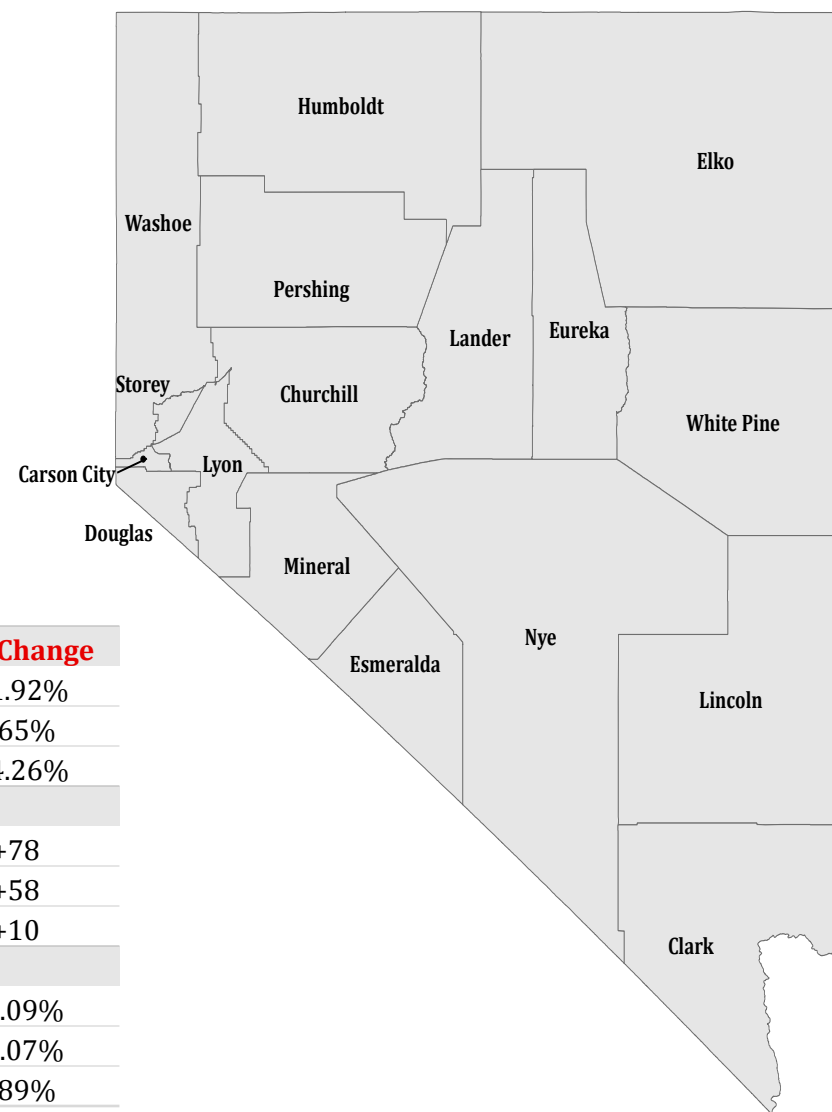 Humboldt
Elko
Washoe
Pershing
Lander
Eureka
Storey
Churchill
White Pine
Lyon
Carson City
Douglas
Mineral
Nye
Esmeralda
Lincoln
Clark
Change
.92%
65%
.26%
+78
+58
+10
.09%
.07%
89%